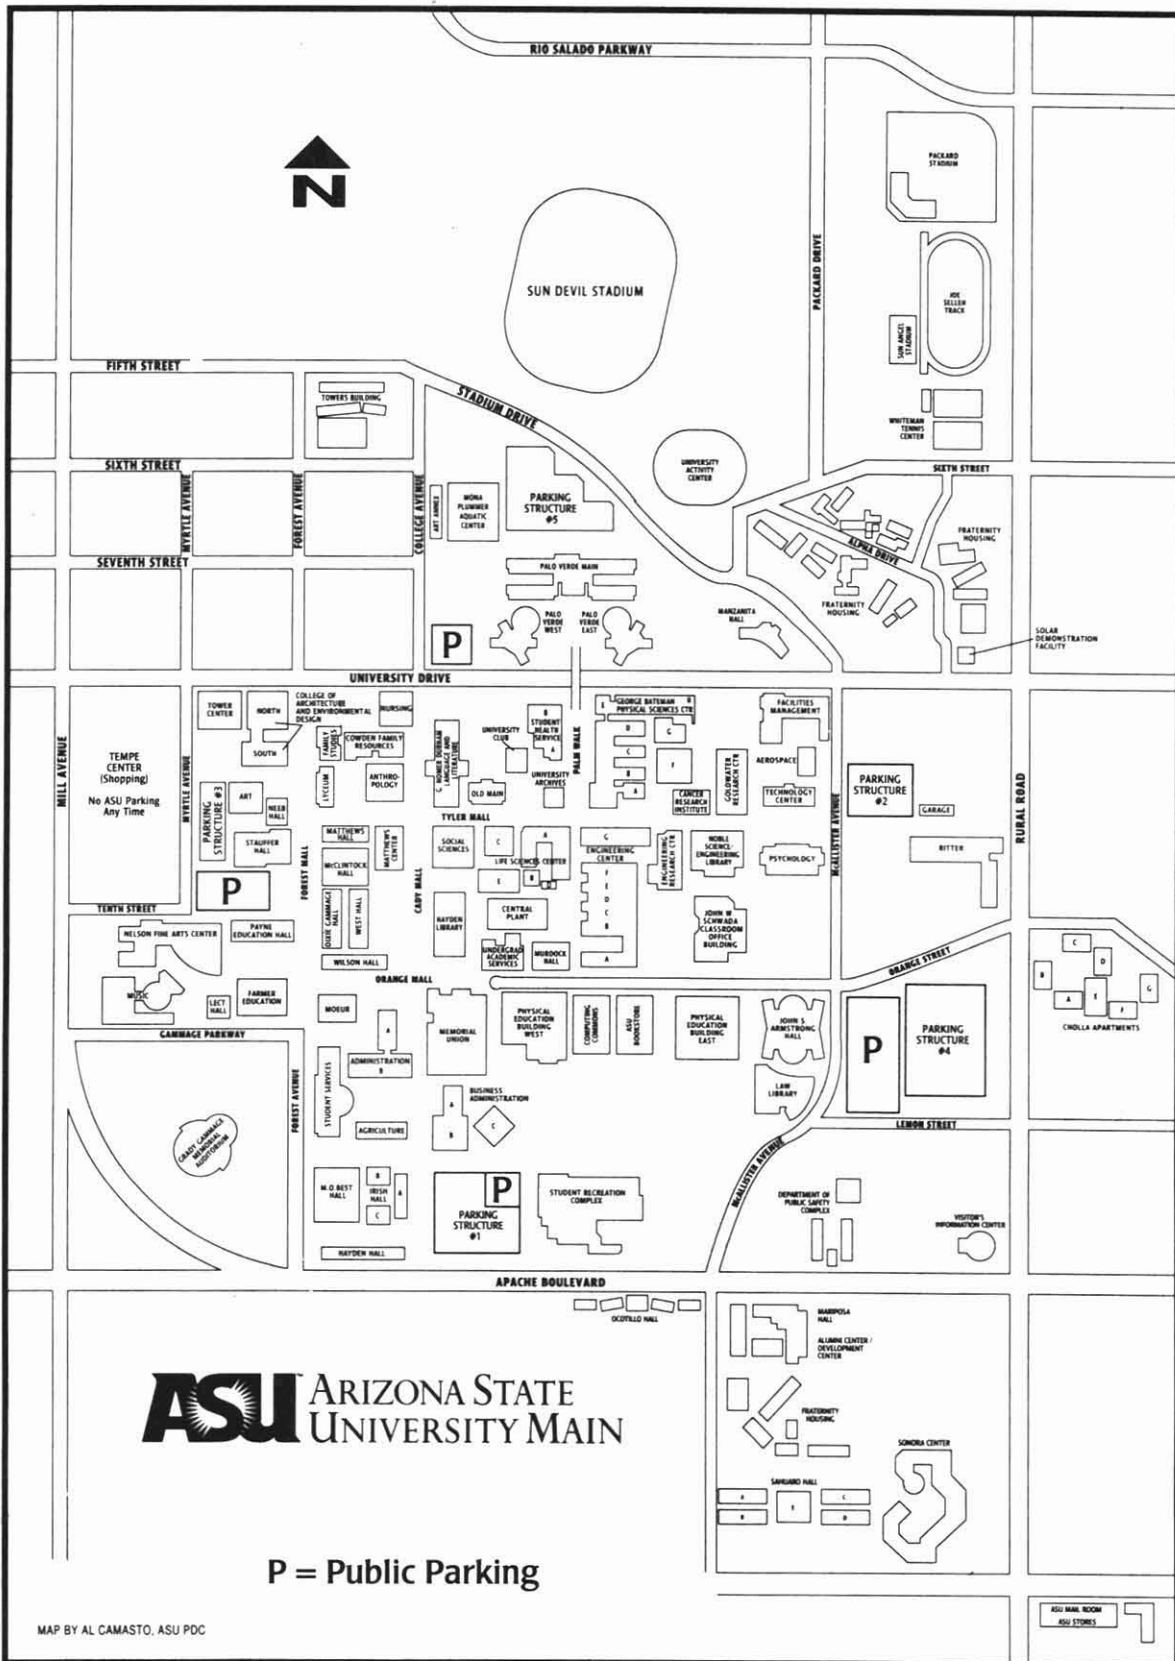 RIO SALADO PARKWAY
PACKARD
STADIUM
N
PACKARD DRIVE
SUN DEVIL STADIUM
JOE
SELLEH
TRACK
SUN ANGEL
STADIUM
FIFTH STREET
TOWERS BUILDING
STADIUM DRIVE
WHITEMAN
TENNIS
CENTER
UNIVERSITY
ACTIVITY
CENTER
SIXTH STREET
SIXTH STREET
MYRTLE AVENUE
FOREST AVENUE
COLLEGE AVENUE
ART ANNEX
MONA
PLUMMER
AQUATIC
CENTER
PARKING
STRUCTURE
#5
FRATERNITY
HOUSING
ALPHA DRIVE
SEVENTH STREET
PALO VERDE MAIN
FRATERNITY
HOUSING
PALO
VERDE
WEST
PALO
VERDE
EAST
MANZANITA
HALL
P
SOLAR
DEMONSTRATION
FACILITY
UNIVERSITY DRIVE
TOWER
CENTER
NORTH
SOUTH
COLLEGE OF
ARCHITECTURE
AND ENVIRONMENTAL
DESIGN
NURSING
FAMILY
STUDIES
COWDEN FAMILY
RESOURCES
G. HOMER DURHAM
LANGUAGE AND
LITERATURE
UNIVERSITY
CLUB
B
STUDENT
HEALTH
SERVICE
A
PALM WALK
E
GEORGE BATEMAN
PHYSICAL SCIENCES CTR
H
D
G
C
F
B
A
FACILITIES
MANAGEMENT
MILL AVENUE
TEMPE
CENTER
(Shopping)
No ASU Parking
Any Time
MYRTLE AVENUE
LYCEUM
ANTHRO-
POLOGY
OLD MAIN
UNIVERSITY
ARCHIVES
GOLDWATER
RESEARCH CTR
AEROSPACE
PARKING
STRUCTURE
#2
GARAGE
RURAL ROAD
PARKING
STRUCTURE #3
ART
NEEB
HALL
CANCER
RESEARCH
INSTITUTE
TECHNOLOGY
CENTER
McALLISTER AVENUE
TYLER MALL
STAUFFER
HALL
FOREST MALL
MATTHEWS
HALL
MATTHEWS
CENTER
McCLINTOCK
HALL
SOCIAL
SCIENCES
C
A
LIFE SCIENCES CENTER
E
B
D
G
ENGINEERING
CENTER
F
E
D
C
B
A
ENGINEERING
RESEARCH CTR
NOBLE
SCIENCE-
ENGINEERING
LIBRARY
PSYCHOLOGY
RITTER
P
CADY MALL
DIXIE GAMMAGE
HALL
WEST HALL
HAYDEN
LIBRARY
CENTRAL
PLANT
JOHN W
SCHWADA
CLASSROOM
OFFICE
BUILDING
TENTH STREET
NELSON FINE ARTS CENTER
PAYNE
EDUCATION HALL
WILSON HALL
UNDERGRAD
ACADEMIC
SERVICES
MURDOCK
HALL
ORANGE STREET
C
D
B
A
E
G
F
CHOLLA APARTMENTS
ORANGE MALL
MUSIC
LECT
HALL
FARMER
EDUCATION
MOEUR
A
ADMINISTRATION
B
MEMORIAL
UNION
PHYSICAL
EDUCATION
BUILDING
WEST
COMPUTING
COMMONS
ASU
BOOKSTORE
PHYSICAL
EDUCATION
BUILDING
EAST
JOHN S
ARMSTRONG
HALL
P
PARKING
STRUCTURE
#4
GAMMAGE PARKWAY
STUDENT SERVICES
FOREST AVENUE
BUSINESS
ADMINISTRATION
A
B
C
LAW
LIBRARY
LEMON STREET
GRADY GAMMAGE
MEMORIAL
AUDITORIUM
AGRICULTURE
McALLISTER AVENUE
M.O.BEST
HALL
B
IRISH
HALL
A
C
P
PARKING
STRUCTURE
#1
STUDENT RECREATION
COMPLEX
DEPARTMENT OF
PUBLIC SAFETY
COMPLEX
VISITOR'S
INFORMATION CENTER
HAYDEN HALL
APACHE BOULEVARD
OCOTILLO HALL
MARIPOSA
HALL
ALUMNI CENTER /
DEVELOPMENT
CENTER
ASU ARIZONA STATE
UNIVERSITY MAIN
FRATERNITY
HOUSING
SONORA CENTER
SAHUARO HALL
A
C
E
B
D
P = Public Parking
ASU MAIL ROOM
ASU STORES
MAP BY AL CAMASTO, ASU PDC